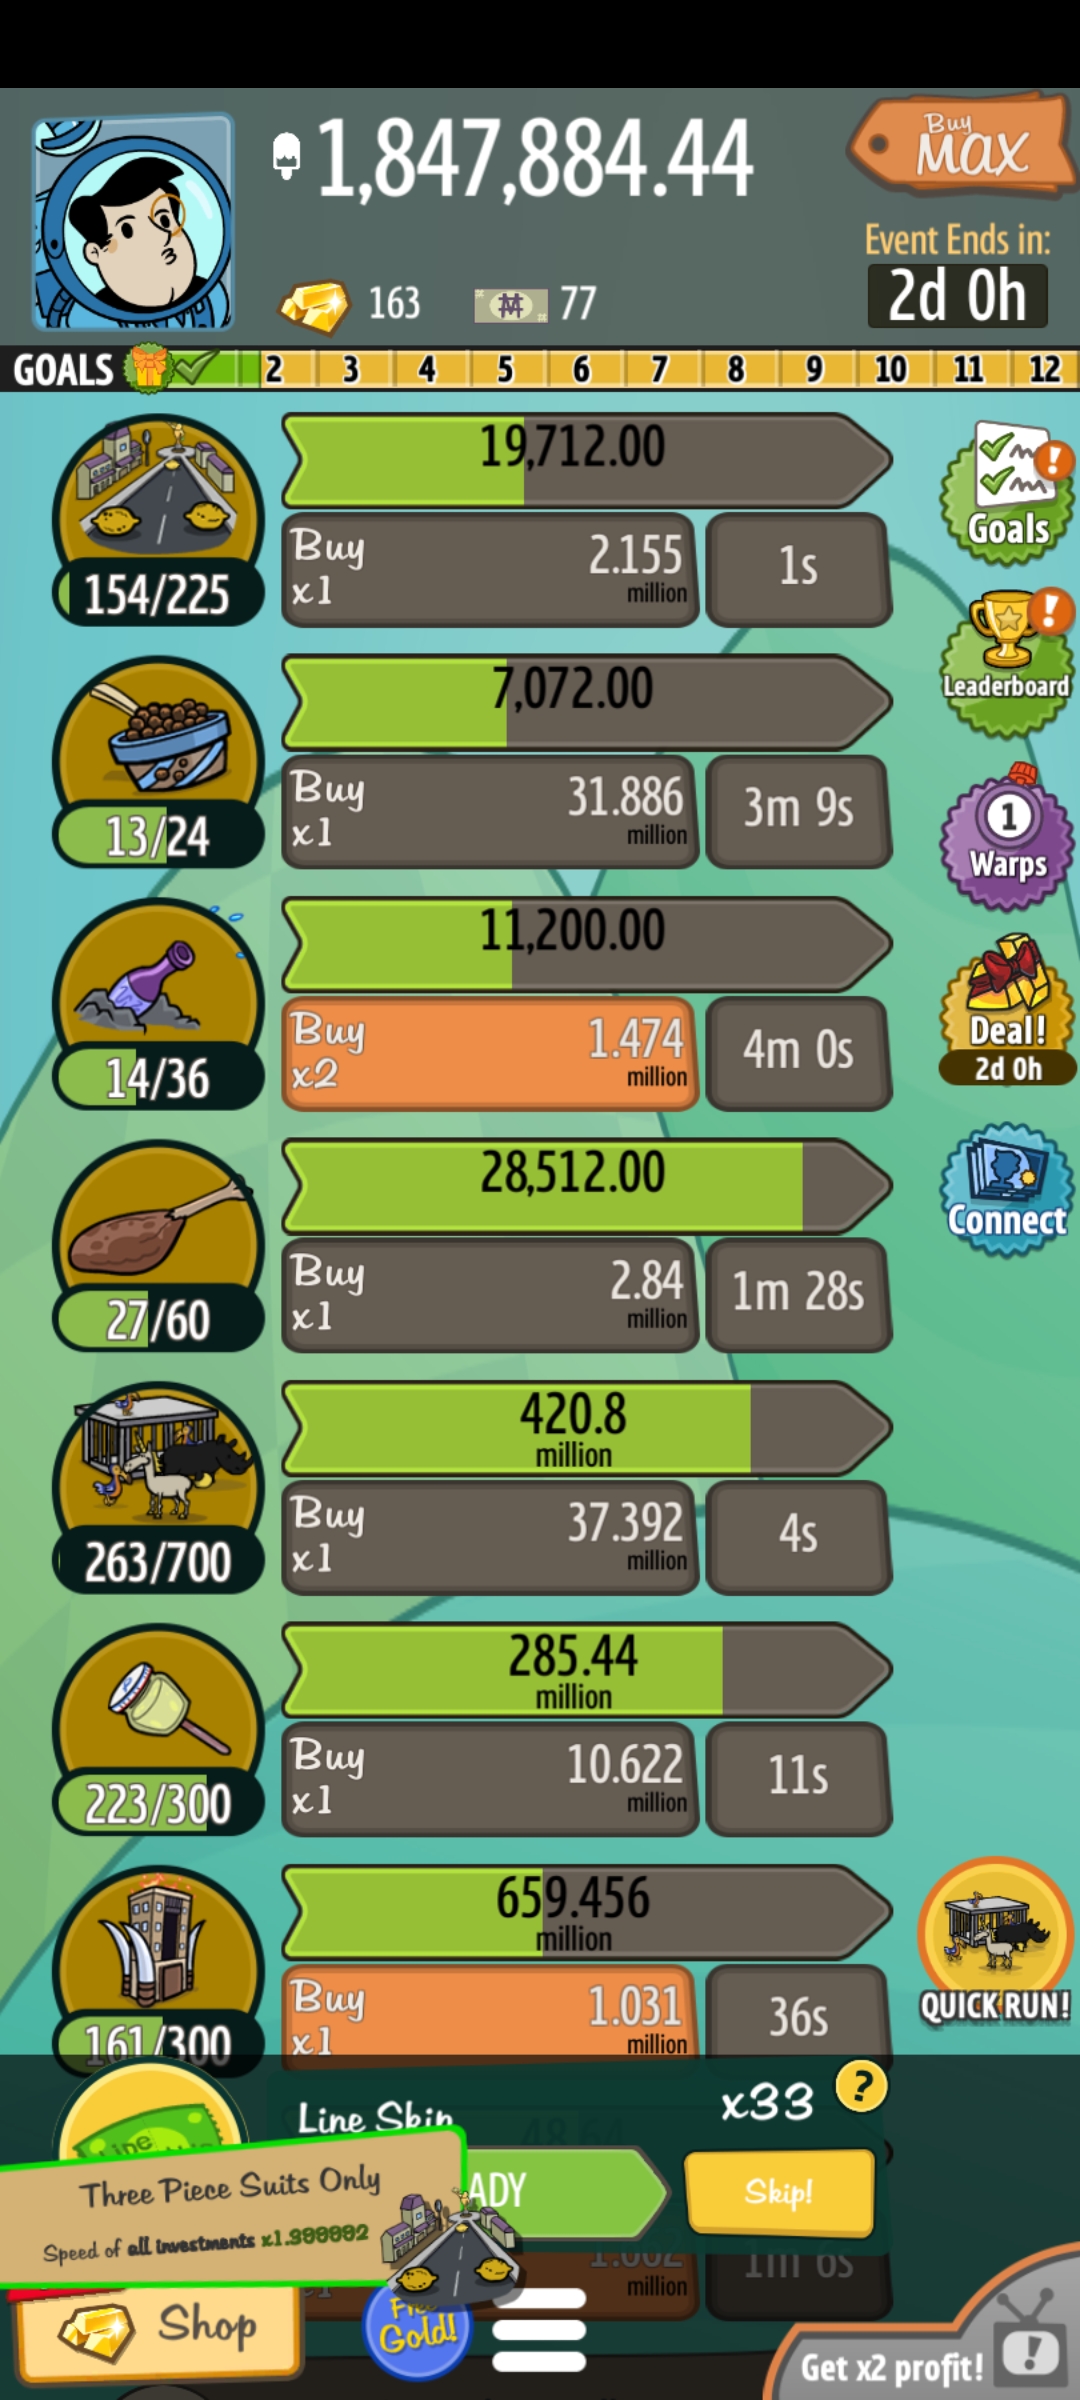 1,847,884.44
Buy
MAX
163
77
Event Ends in:
2d 0h
GOALS 2 3 4 5 6 7 8 9 10 11 12
19,712.00
154/225
Buy
x1
2.155
million
1s
Goals
7,072.00
13/24
Buy
x1
31.886
million
3m 9s
Leaderboard
11,200.00
14/36
Buy
x2
1.474
million
4m 0s
1
Warps
28,512.00
27/60
Buy
x1
2.84
million
1m 28s
Deal!
2d 0h
Connect
420.8
million
263/700
Buy
x1
37.392
million
4s
285.44
million
223/300
Buy
x1
10.622
million
11s
659.456
million
161/300
Buy
x1
1.031
million
36s
QUICK RUN!
Line Skip
x33
?
48.64
Skip!
Three Piece Suits Only
Speed of all investments x1.999992
million
1m 6s
Shop
Free
Gold!
Get x2 profit!